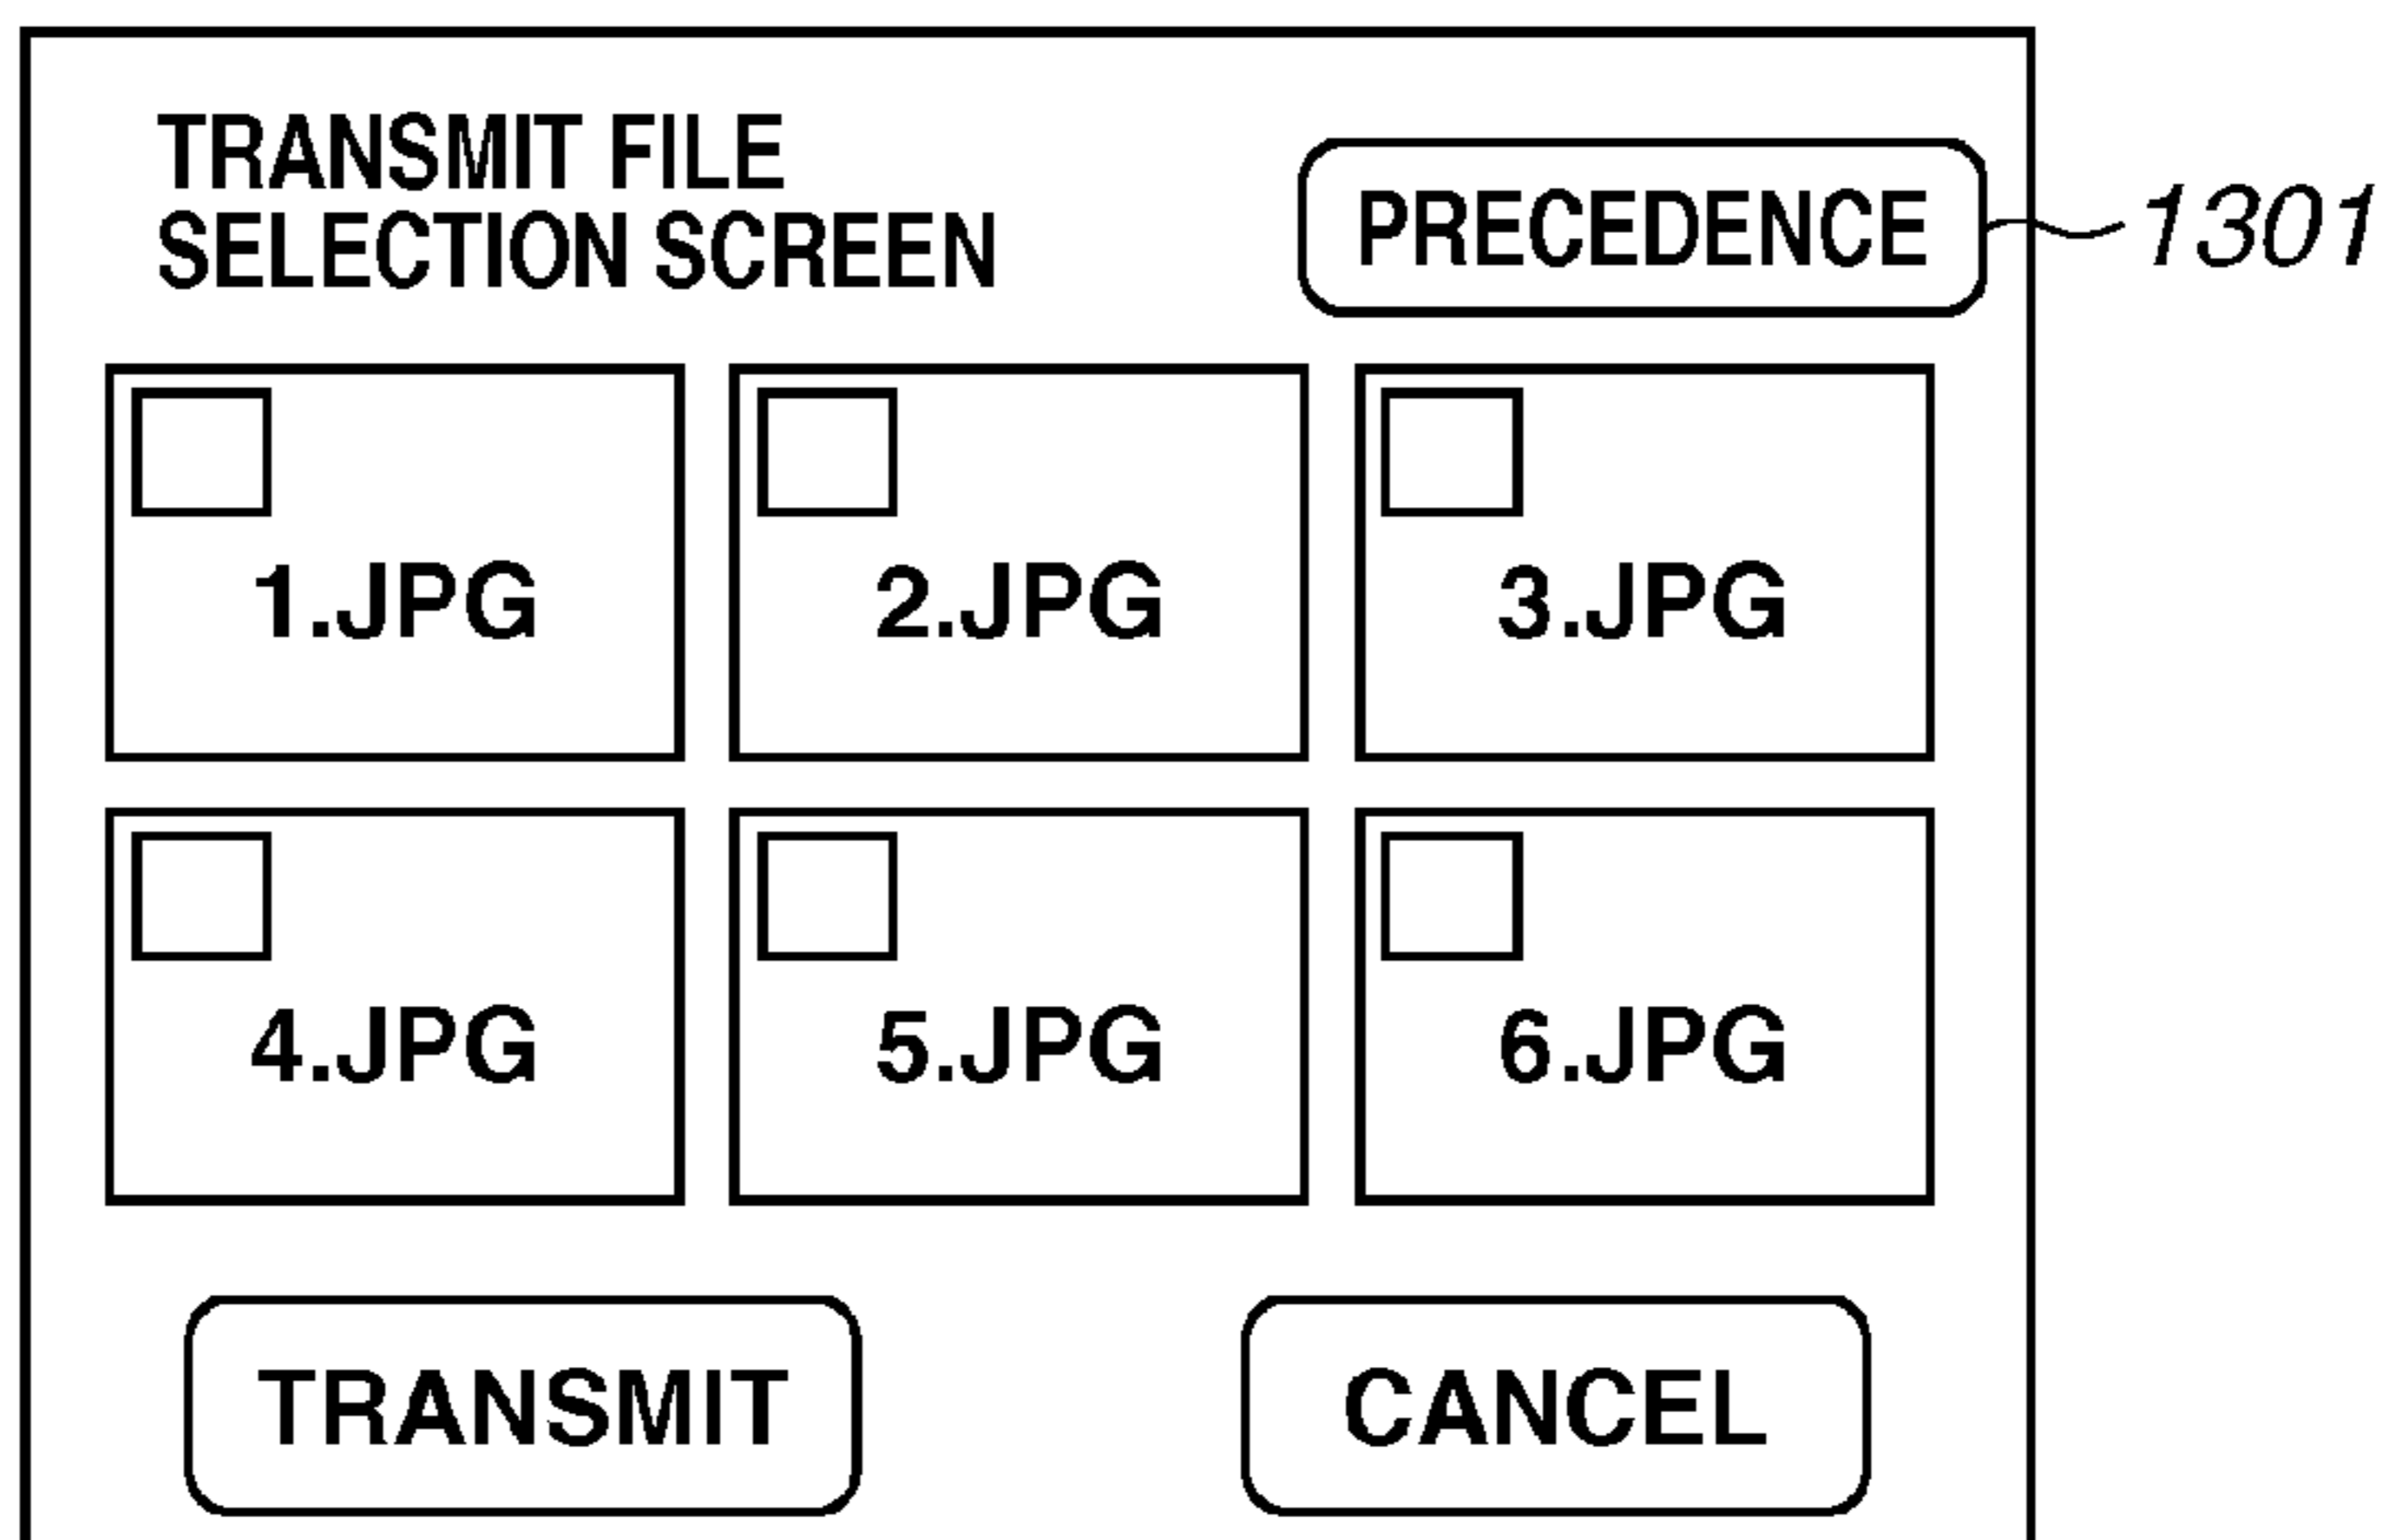 TRANSMIT FILE
SELECTION SCREEN
PRECEDENCE
1301
1.JPG
2.JPG
3.JPG
4.JPG
5.JPG
6.JPG
TRANSMIT
CANCEL